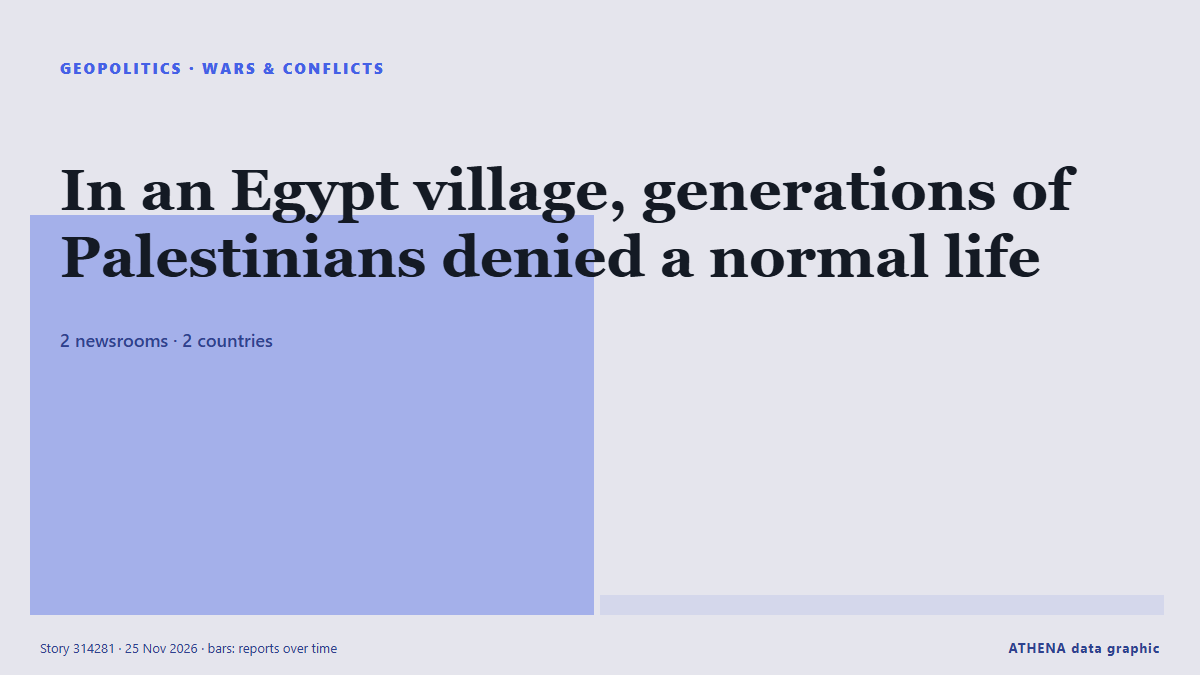 GEOPOLITICS · WARS & CONFLICTS
In an Egypt village, generations of
Palestinians denied a normal life
2 newsrooms · 2 countries
Story 314281 · 25 Nov 2026 · bars: reports over time
ATHENA data graphic